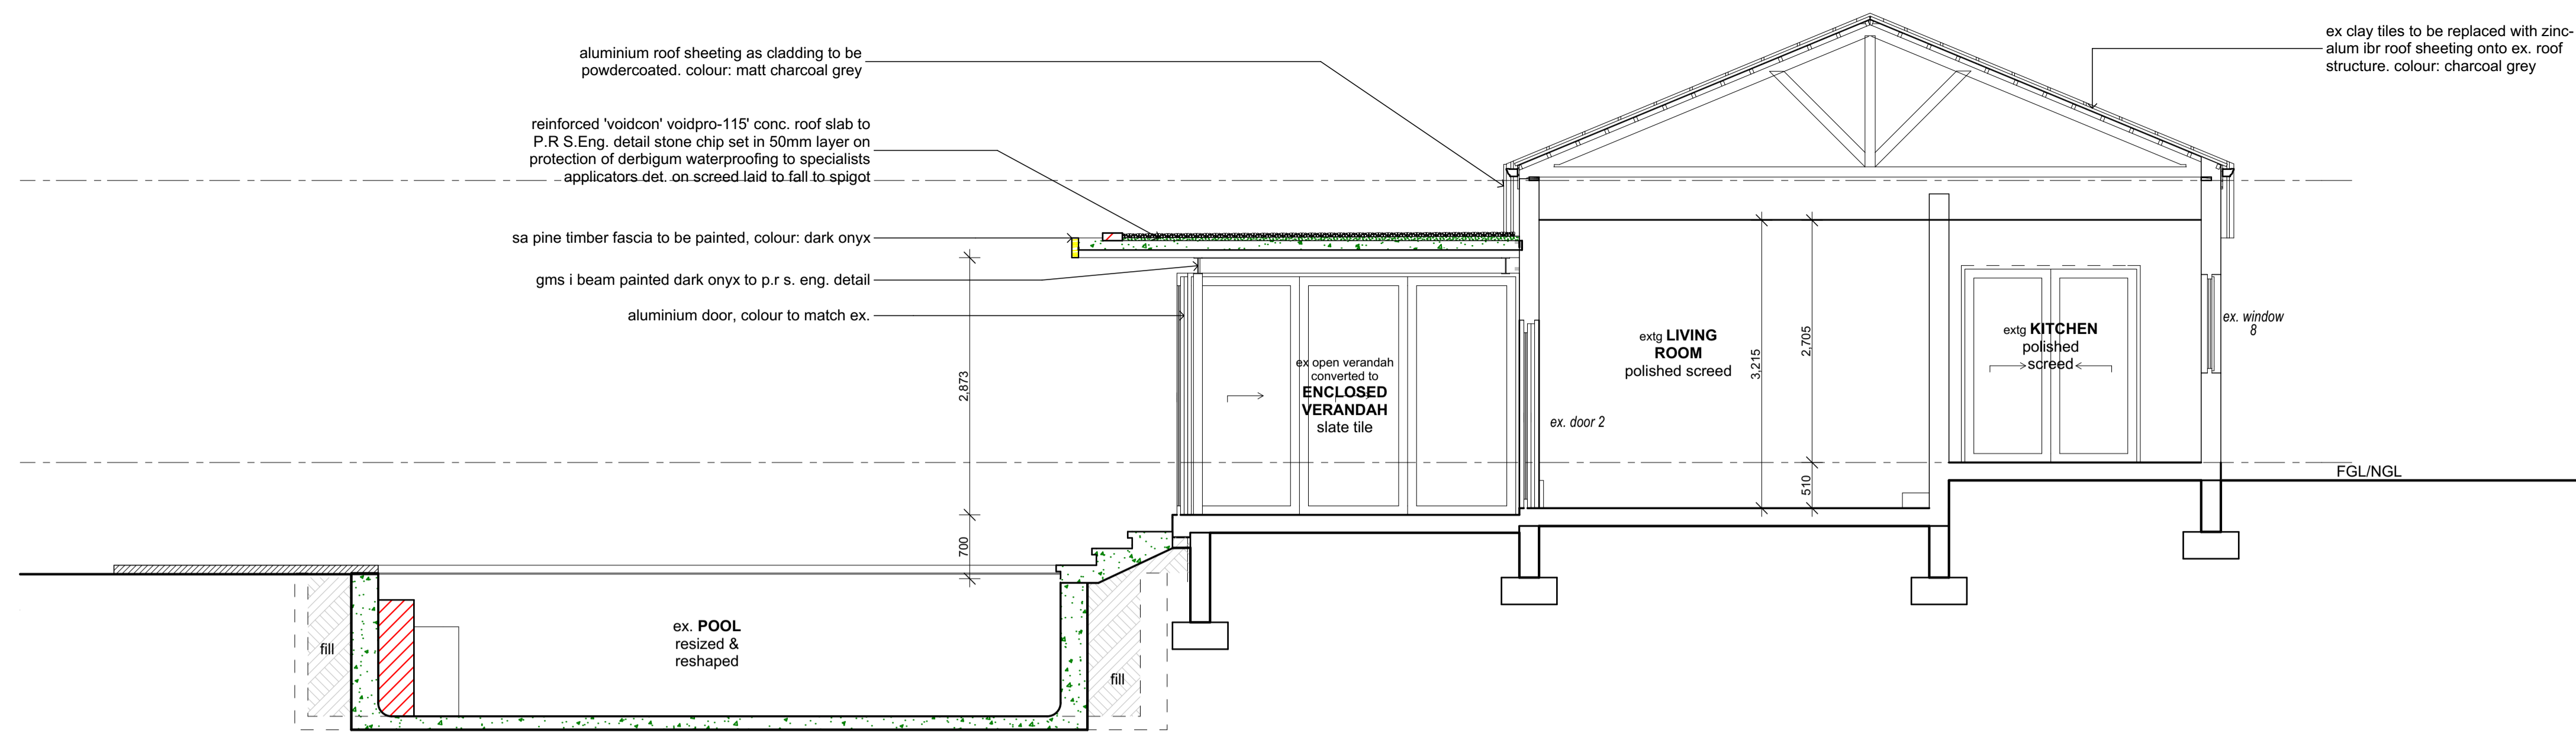 aluminium roof sheeting as cladding to be
powdercoated. colour: matt charcoal grey
reinforced 'voidcon' voidpro-115' conc. roof slab to
P.R S.Eng. detail stone chip set in 50mm layer on
protection of derbigum waterproofing to specialists
applicators det. on screed laid to fall to spigot
sa pine timber fascia to be painted, colour: dark onyx
gms i beam painted dark onyx to p.r s. eng. detail
aluminium door, colour to match ex.
ex clay tiles to be replaced with zinc-
alum ibr roof sheeting onto ex. roof
structure. colour: charcoal grey
2,873
700
ex open verandah
converted to
ENCLOSED
VERANDAH
slate tile
ex. door 2
extg LIVING
ROOM
polished screed
3,215
2,705
510
extg KITCHEN
polished
screed
ex. window
8
FGL/NGL
fill
ex. POOL
resized &
reshaped
fill